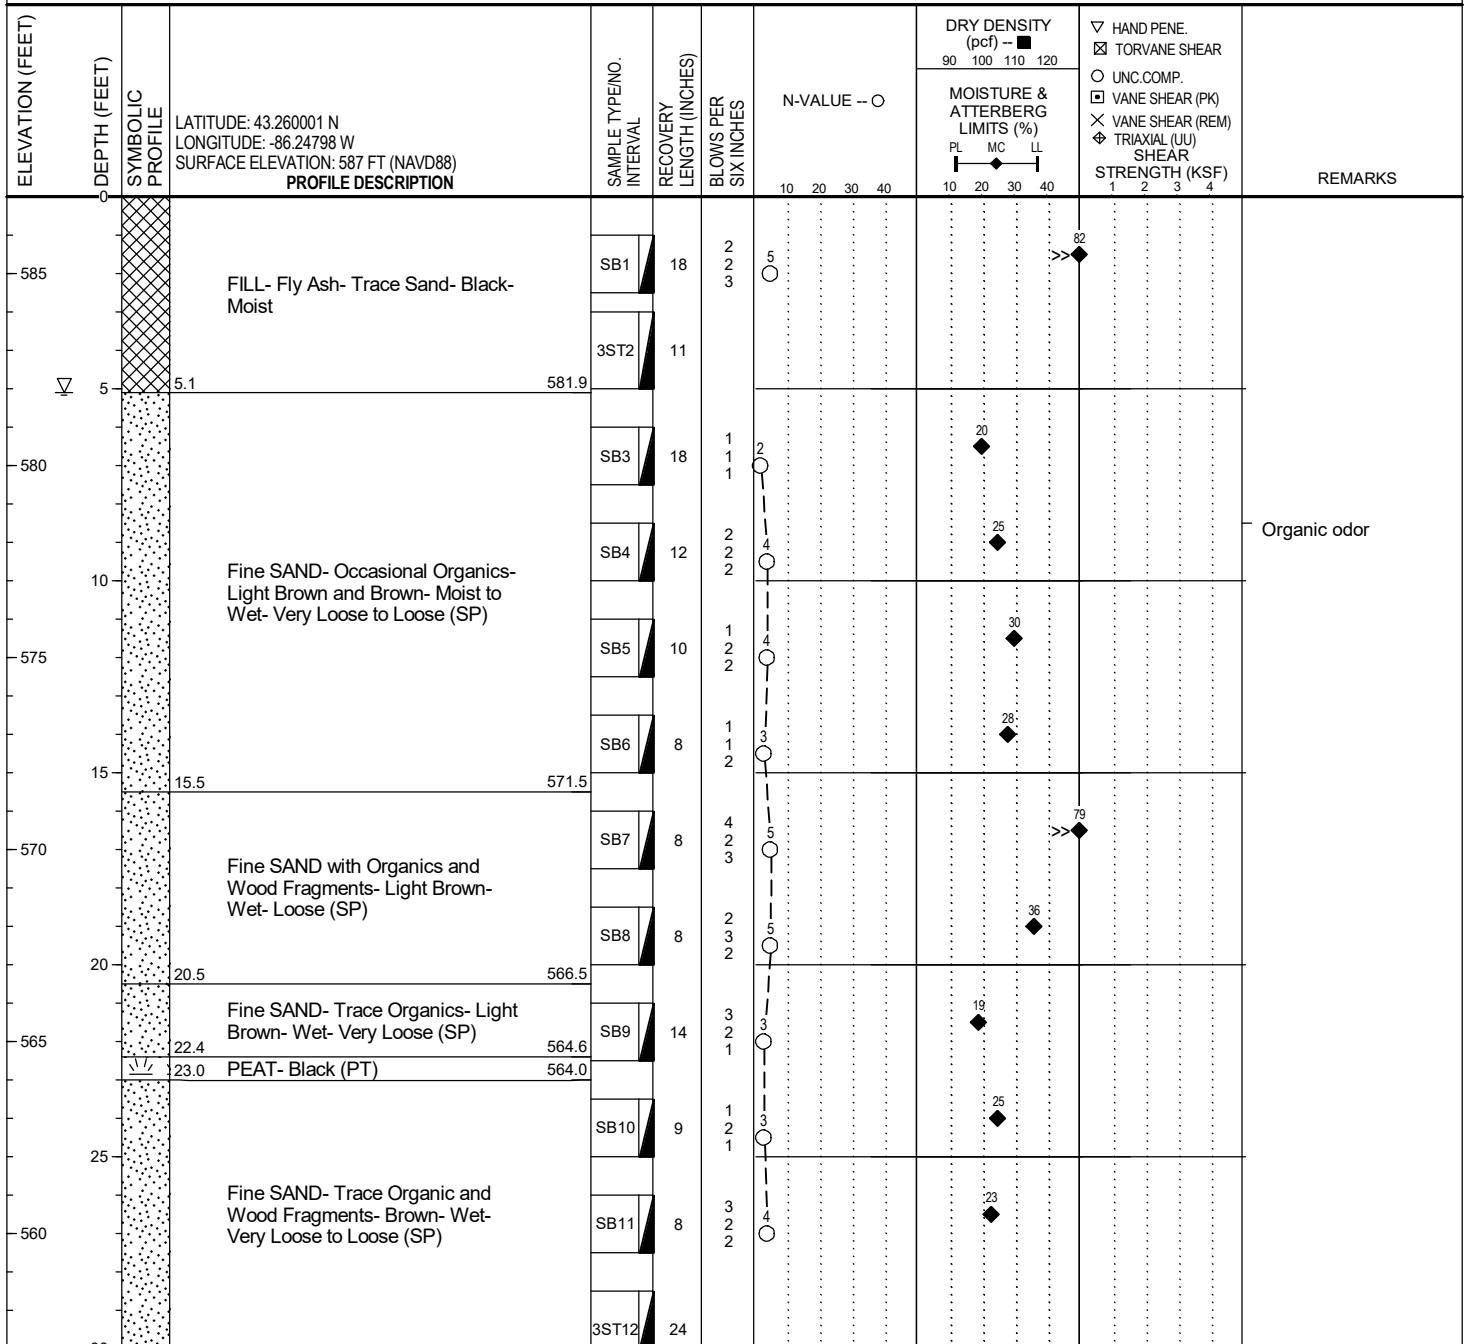 ELEVATION (FEET)
DEPTH (FEET)
SYMBOLIC
PROFILE
LATITUDE: 43.260001 N
LONGITUDE: -86.24798 W
SURFACE ELEVATION: 587 FT (NAVD88)
PROFILE DESCRIPTION
SAMPLE TYPE/NO.
INTERVAL
RECOVERY
LENGTH (INCHES)
BLOWS PER
SIX INCHES
N-VALUE -- O
10 20 30 40
DRY DENSITY
(pcf) -- ■
90 100 110 120
MOISTURE &
ATTERBERG
LIMITS (%)
PL MC LL
10 20 30 40
▽ HAND PENE.
⊠ TORVANE SHEAR
○ UNC.COMP.
⊡ VANE SHEAR (PK)
× VANE SHEAR (REM)
TRIAXIAL (UU)
SHEAR
STRENGTH (KSF)
1 2 3 4
REMARKS
0
585
FILL- Fly Ash- Trace Sand- Black-
Moist
SB1
18
2
2
3
5
82
>>
3ST2
11
5
5.1 581.9
580
SB3
18
1
1
1
2
20
Fine SAND- Occasional Organics-
Light Brown and Brown- Moist to
Wet- Very Loose to Loose (SP)
SB4
12
2
2
2
4
25
Organic odor
10
575
SB5
10
1
2
2
4
30
SB6
8
1
1
2
3
28
15
15.5 571.5
570
Fine SAND with Organics and
Wood Fragments- Light Brown-
Wet- Loose (SP)
SB7
8
4
2
3
5
79
>>
SB8
8
2
3
2
5
36
20
20.5 566.5
Fine SAND- Trace Organics- Light
Brown- Wet- Very Loose (SP)
565
SB9
14
3
2
1
3
19
22.4 564.6
23.0 PEAT- Black (PT) 564.0
SB10
9
1
2
1
3
25
25
Fine SAND- Trace Organic and
Wood Fragments- Brown- Wet-
Very Loose to Loose (SP)
560
SB11
8
3
2
2
4
23
3ST12
24